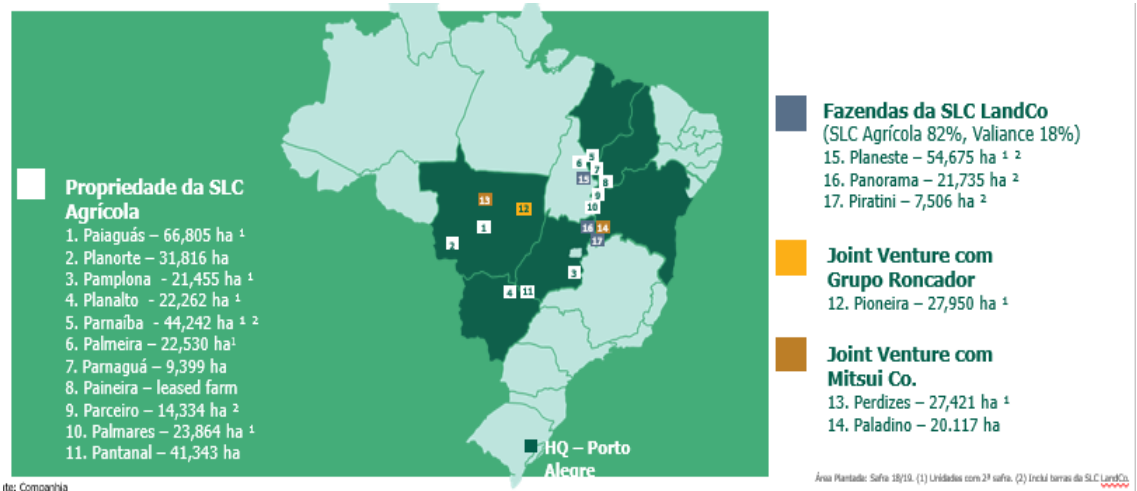 Propriedade da SLC
Agrícola
1. Paiaguás – 66,805 ha ¹
2. Planorte – 31,816 ha
3. Pamplona - 21,455 ha ¹
4. Planalto - 22,262 ha ¹
5. Parnaíba - 44,242 ha ¹ ²
6. Palmeira – 22,530 ha¹
7. Parnaguá – 9,399 ha
8. Paineira – leased farm
9. Parceiro – 14,334 ha ²
10. Palmares – 23,864 ha ¹
11. Pantanal – 41,343 ha
5
6
7
15
8
9
10
13
12
1
16 14
2
17
3
4 11
HQ – Porto
Alegre
Fazendas da SLC LandCo
(SLC Agrícola 82%, Valiance 18%)
15. Planeste – 54,675 ha ¹ ²
16. Panorama – 21,735 ha ²
17. Piratini – 7,506 ha ²
Joint Venture com
Grupo Roncador
12. Pioneira – 27,950 ha ¹
Joint Venture com
Mitsui Co.
13. Perdizes – 27,421 ha ¹
14. Paladino – 20.117 ha
Área Plantada: Safra 18/19. (1) Unidades com 2ª safra. (2) Inclui terras da SLC LandCo.
ite: Companhia